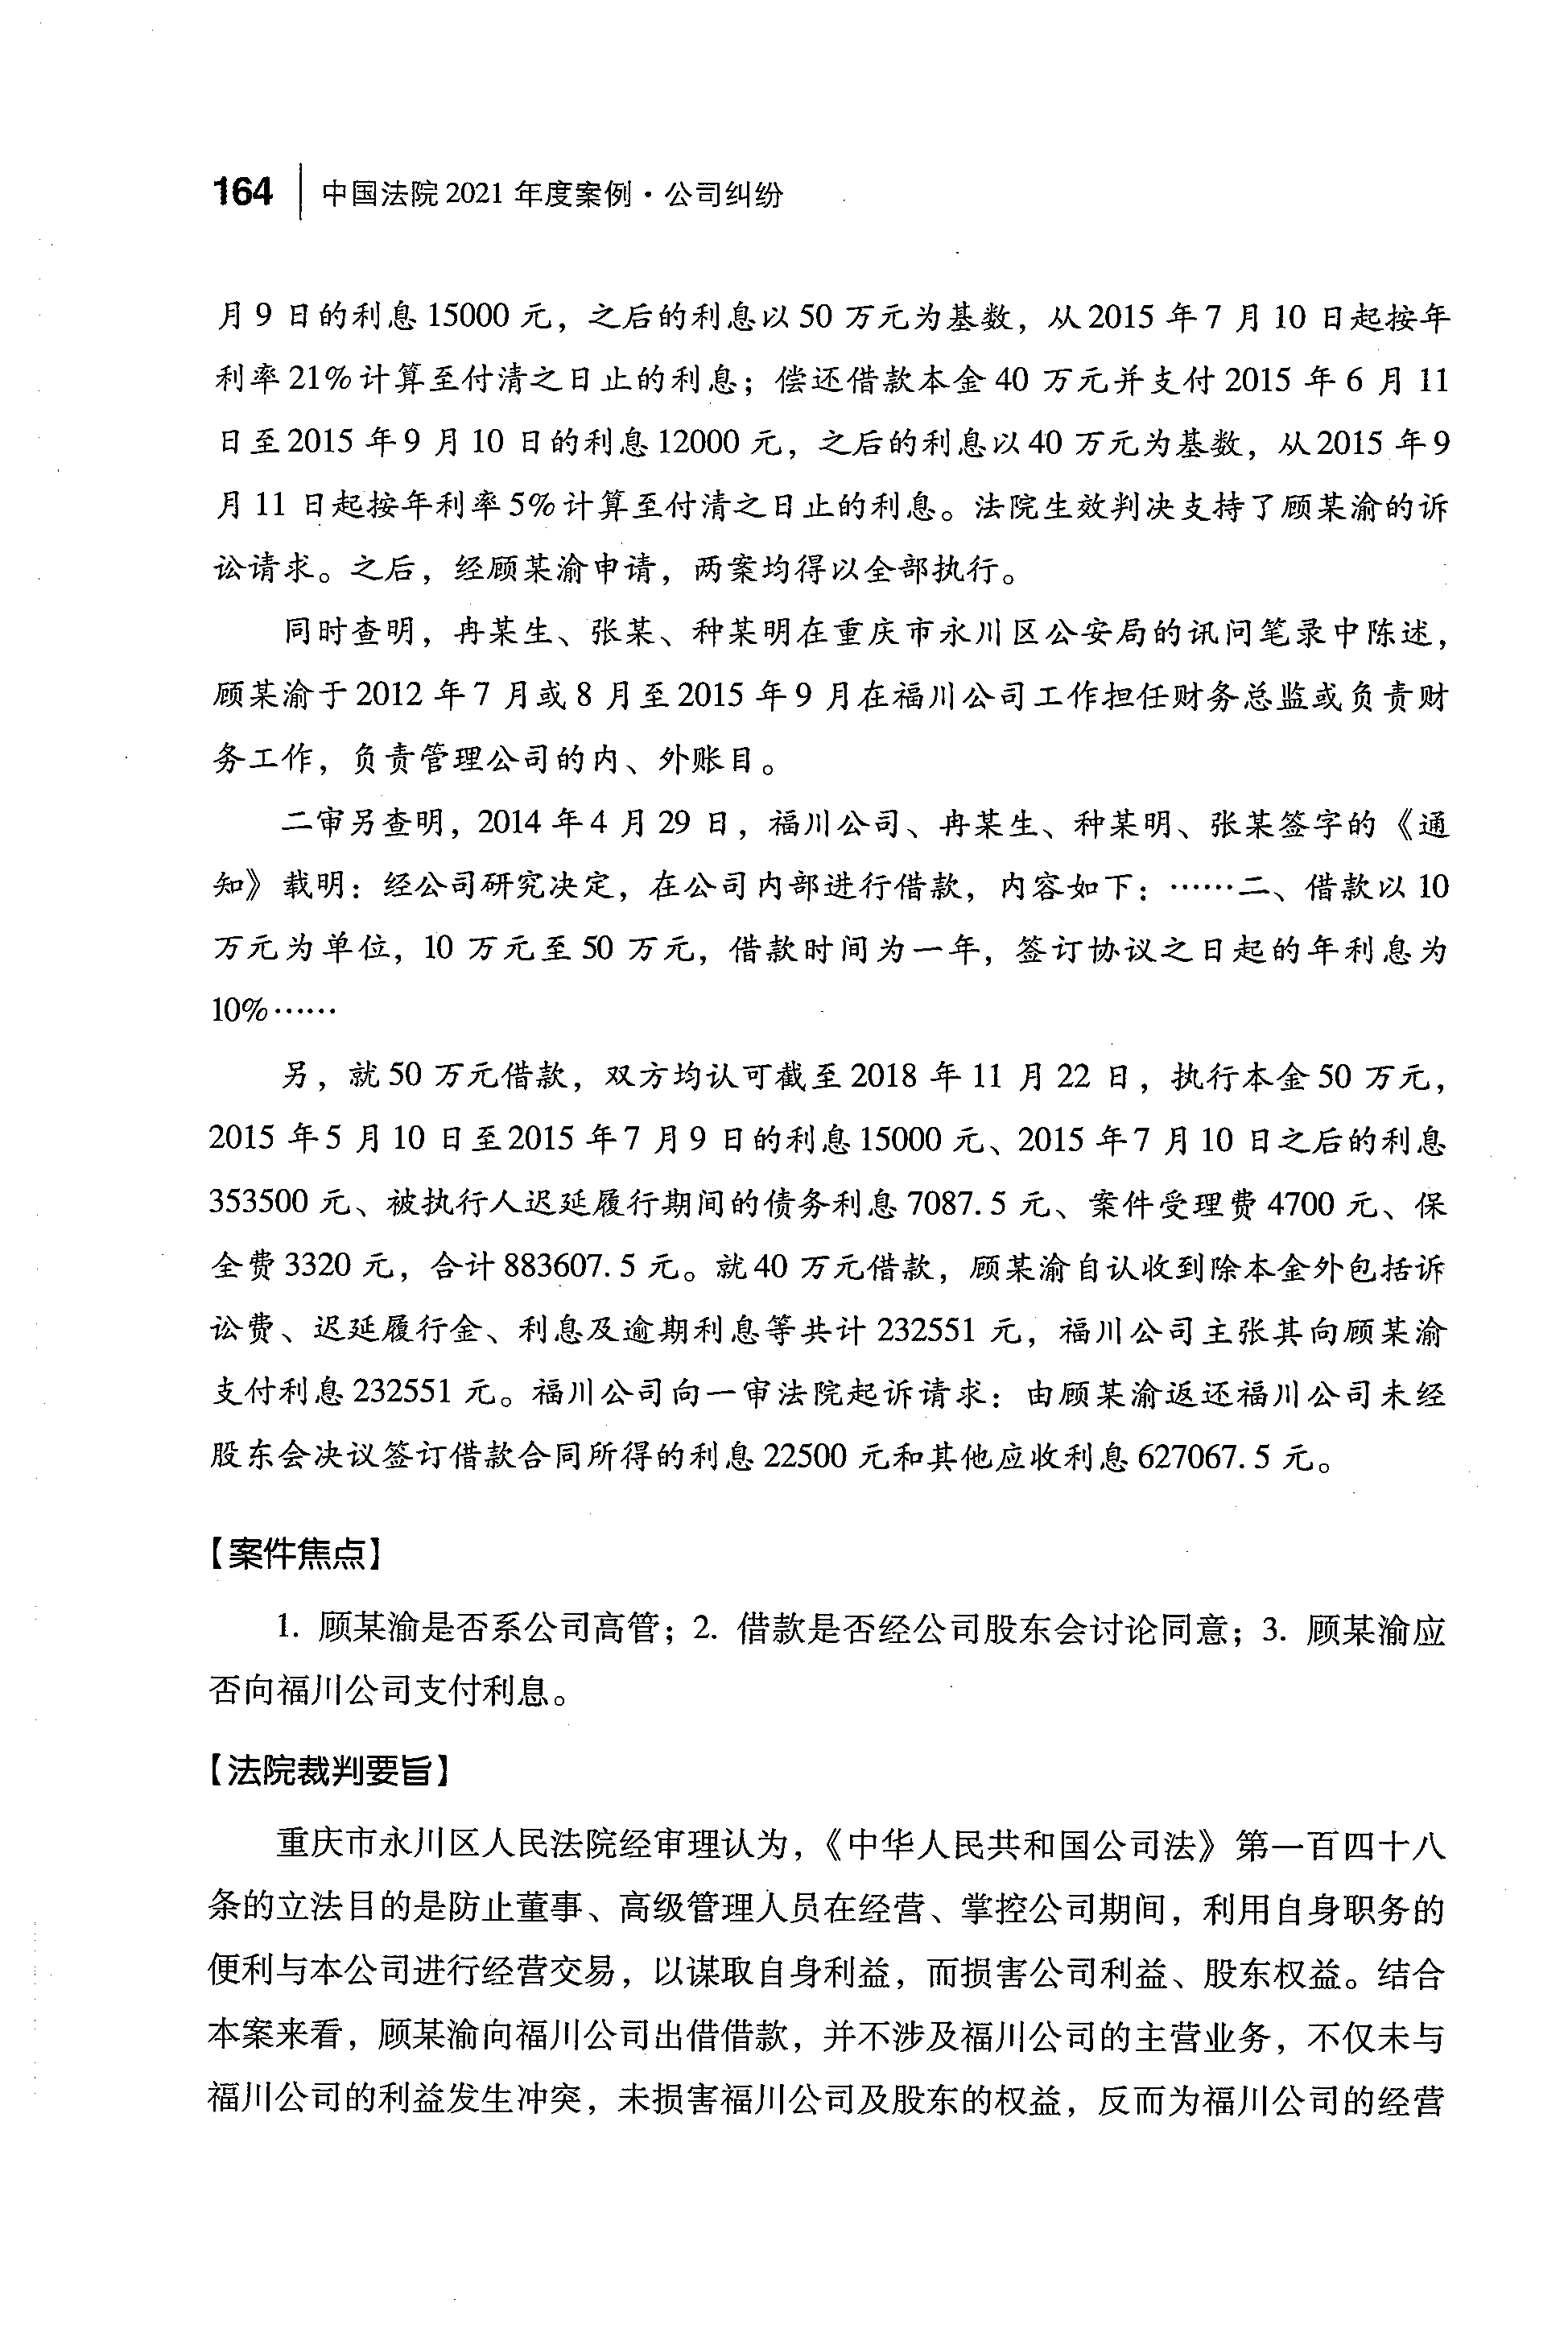 164 中国法院2021年度案例·公司纠纷
月9日的利息15000元，之后的利息以50万元为基数，从2015年7月10日起按年
利率21%计算至付清之日止的利息；偿还借款本金40万元并支付2015年6月11
日至2015年9月10日的利息12000元，之后的利息以40万元为基数，从2015年9
月11日起按年利率5%计算至付清之日止的利息。法院生效判决支持了顾某渝的诉
讼请求。之后，经顾某渝申请，两案均得以全部执行。
同时查明，冉某生、张某、种某明在重庆市永川区公安局的讯问笔录中陈述，
顾某渝于2012年7月或8月至2015年9月在福川公司工作担任财务总监或负责财
务工作，负责管理公司的内、外账目。
二审另查明，2014年4月29日，福川公司、冉某生、种某明、张某签字的《通
知》载明：经公司研究决定，在公司内部进行借款，内容如下：……二、借款以10
万元为单位，10万元至50万元，借款时间为一年，签订协议之日起的年利息为
10%……
另，就50万元借款，双方均认可截至2018年11月22日，执行本金50万元，
2015年5月10日至2015年7月9日的利息15000元、2015年7月10日之后的利息
353500元、被执行人迟延履行期间的债务利息7087.5元、案件受理费4700元、保
全费3320元，合计883607.5元。就40万元借款，顾某渝自认收到除本金外包括诉
讼费、迟延履行金、利息及逾期利息等共计232551元，福川公司主张其向顾某渝
支付利息232551元。福川公司向一审法院起诉请求：由顾某渝返还福川公司未经
股东会决议签订借款合同所得的利息22500元和其他应收利息627067.5元。
【案件焦点】
1. 顾某渝是否系公司高管；2. 借款是否经公司股东会讨论同意；3. 顾某渝应
否向福川公司支付利息。
【法院裁判要旨】
重庆市永川区人民法院经审理认为，《中华人民共和国公司法》第一百四十八
条的立法目的是防止董事、高级管理人员在经营、掌控公司期间，利用自身职务的
便利与本公司进行经营交易，以谋取自身利益，而损害公司利益、股东权益。结合
本案来看，顾某渝向福川公司出借借款，并不涉及福川公司的主营业务，不仅未与
福川公司的利益发生冲突，未损害福川公司及股东的权益，反而为福川公司的经营